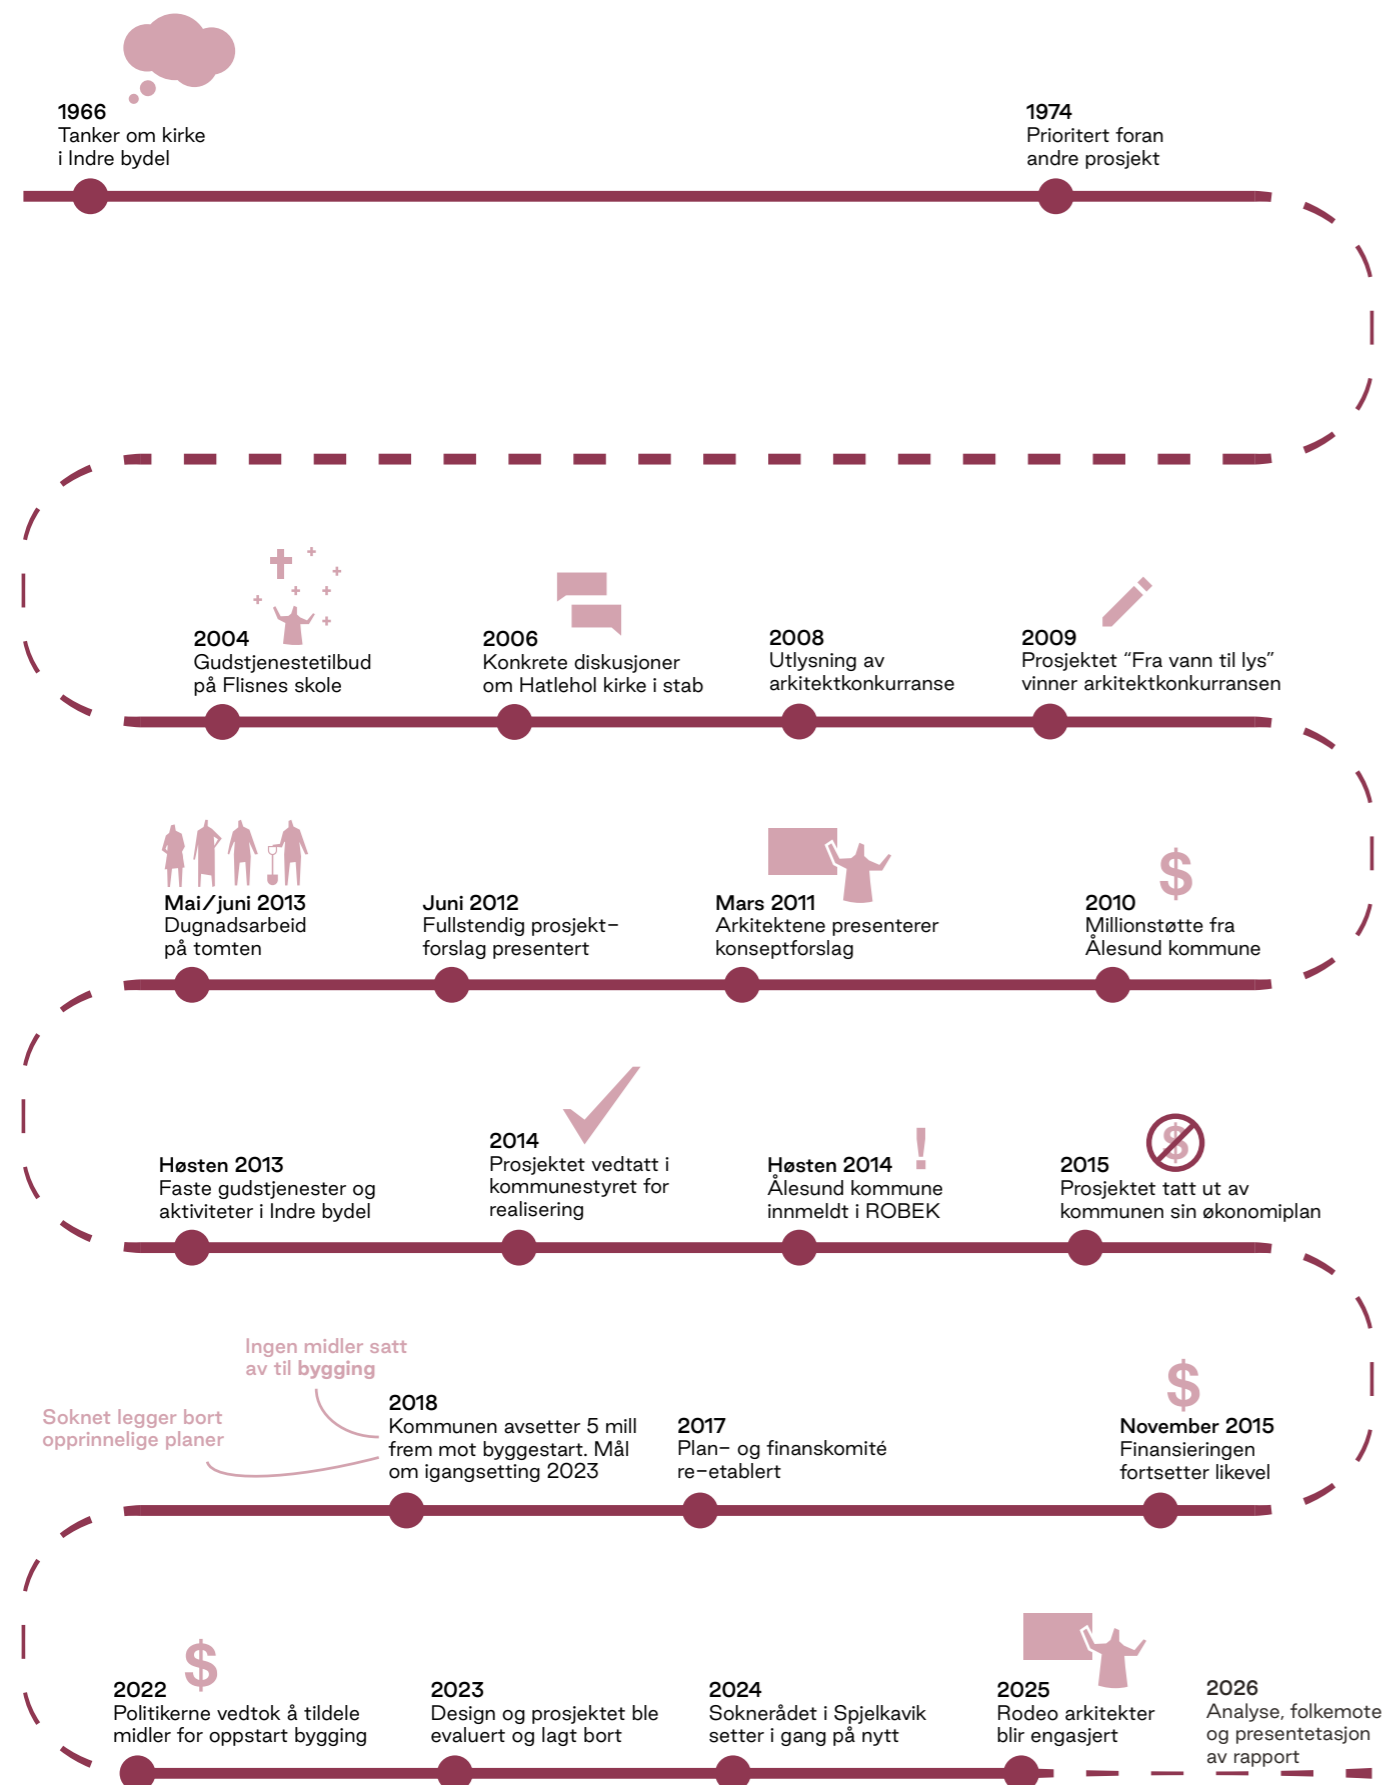 1966
Tanker om kirke
i Indre bydel
1974
Prioritert foran
andre prosjekt
2004
Gudstjenestetilbud
på Flisnes skole
2006
Konkrete diskusjoner
om Hatlehol kirke i stab
2008
Utlysning av
arkitektkonkurranse
2009
Prosjektet “Fra vann til lys”
vinner arkitektkonkurransen
2010
Millionstøtte fra
Ålesund kommune
Mars 2011
Arkitektene presenterer
konseptforslag
Juni 2012
Fullstendig prosjekt-
forslag presentert
Mai/juni 2013
Dugnadsarbeid
på tomten
Høsten 2013
Faste gudstjenester og
aktiviteter i Indre bydel
2014
Prosjektet vedtatt i
kommunestyret for
realisering
Høsten 2014
Ålesund kommune
innmeldt i ROBEK
!
2015
Prosjektet tatt ut av
kommunen sin økonomiplan
$
November 2015
Finansieringen
fortsetter likevel
$
2017
Plan- og finanskomité
re-etablert
2018
Kommunen avsetter 5 mill
frem mot byggestart. Mål
om igangsetting 2023
Ingen midler satt
av til bygging
Soknet legger bort
opprinnelige planer
2022
Politikerne vedtok å tildele
midler for oppstart bygging
$
2023
Design og prosjektet ble
evaluert og lagt bort
2024
Soknerådet i Spjelkavik
setter i gang på nytt
2025
Rodeo arkitekter
blir engasjert
2026
Analyse, folkemote
og presentetasjon
av rapport
$